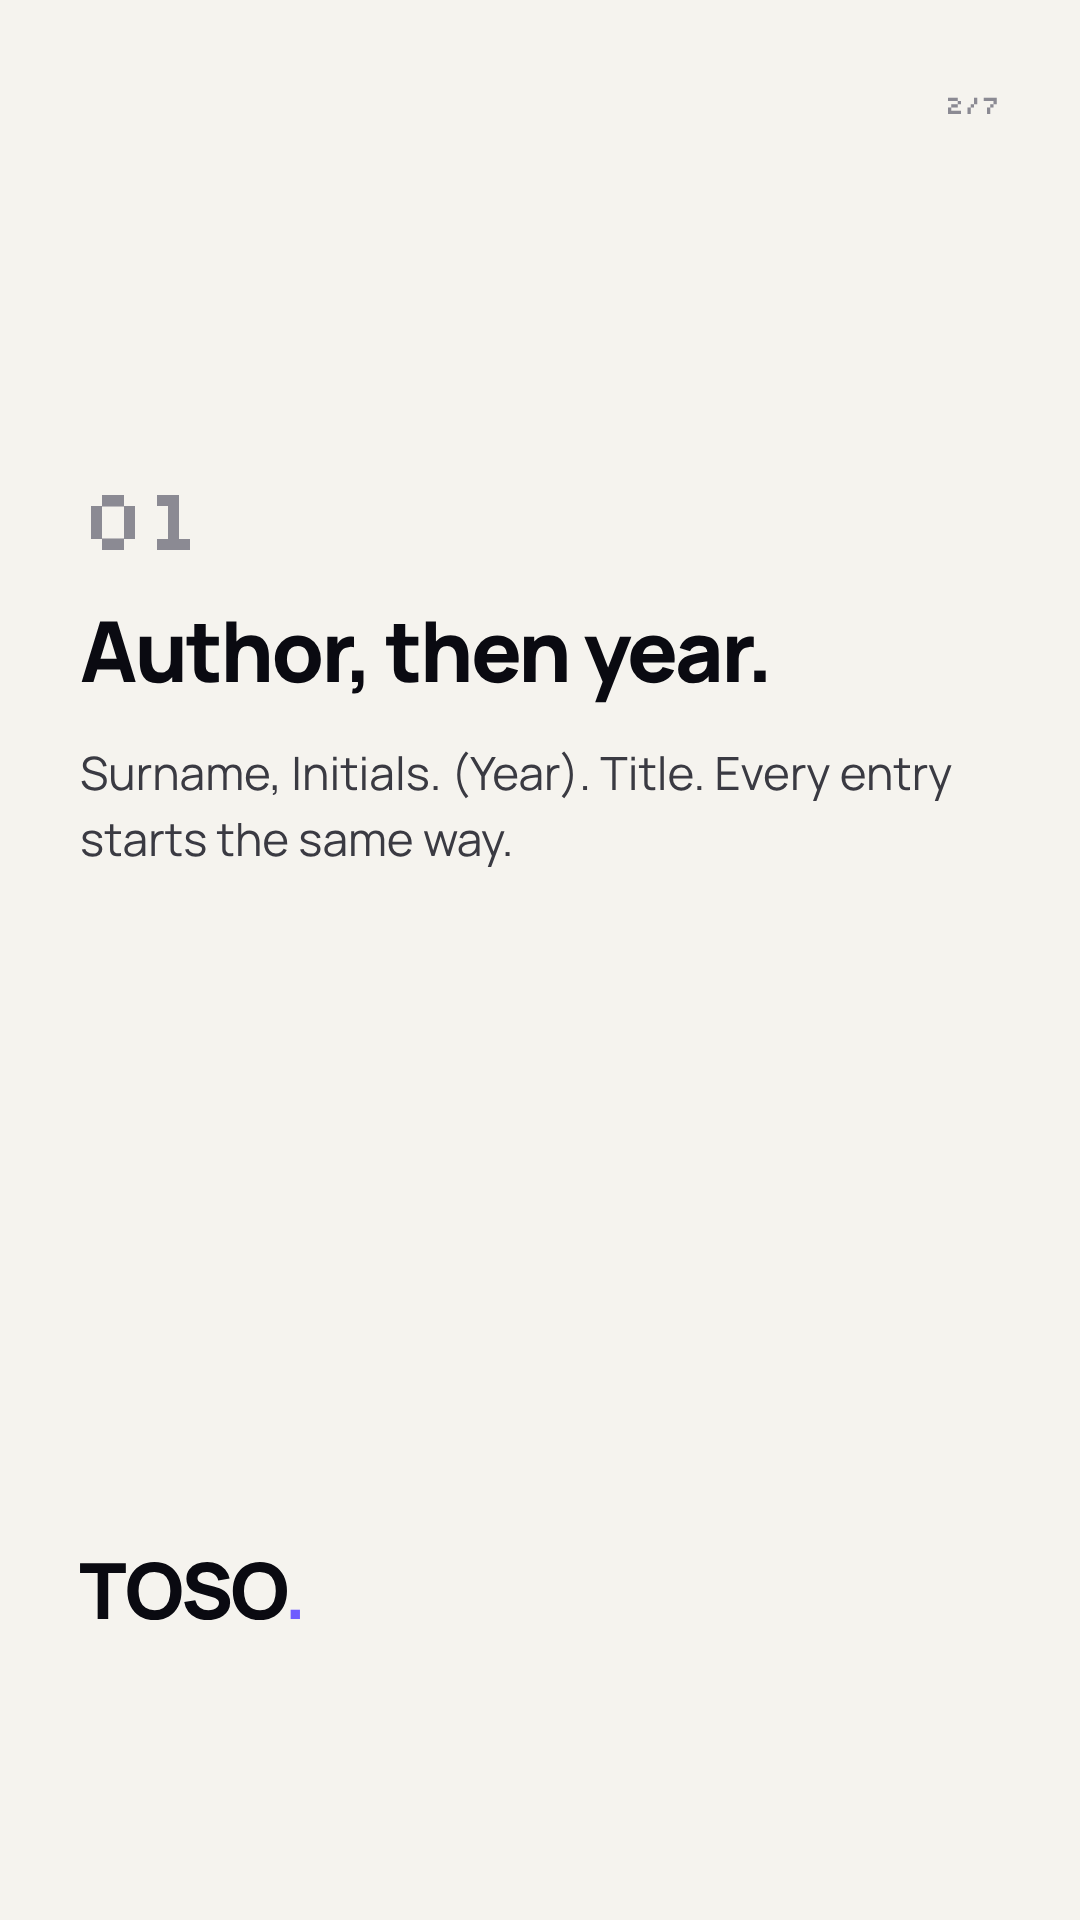 2/7
01
Author, then year.
Surname, Initials. (Year). Title. Every entry
starts the same way.
TOSO.